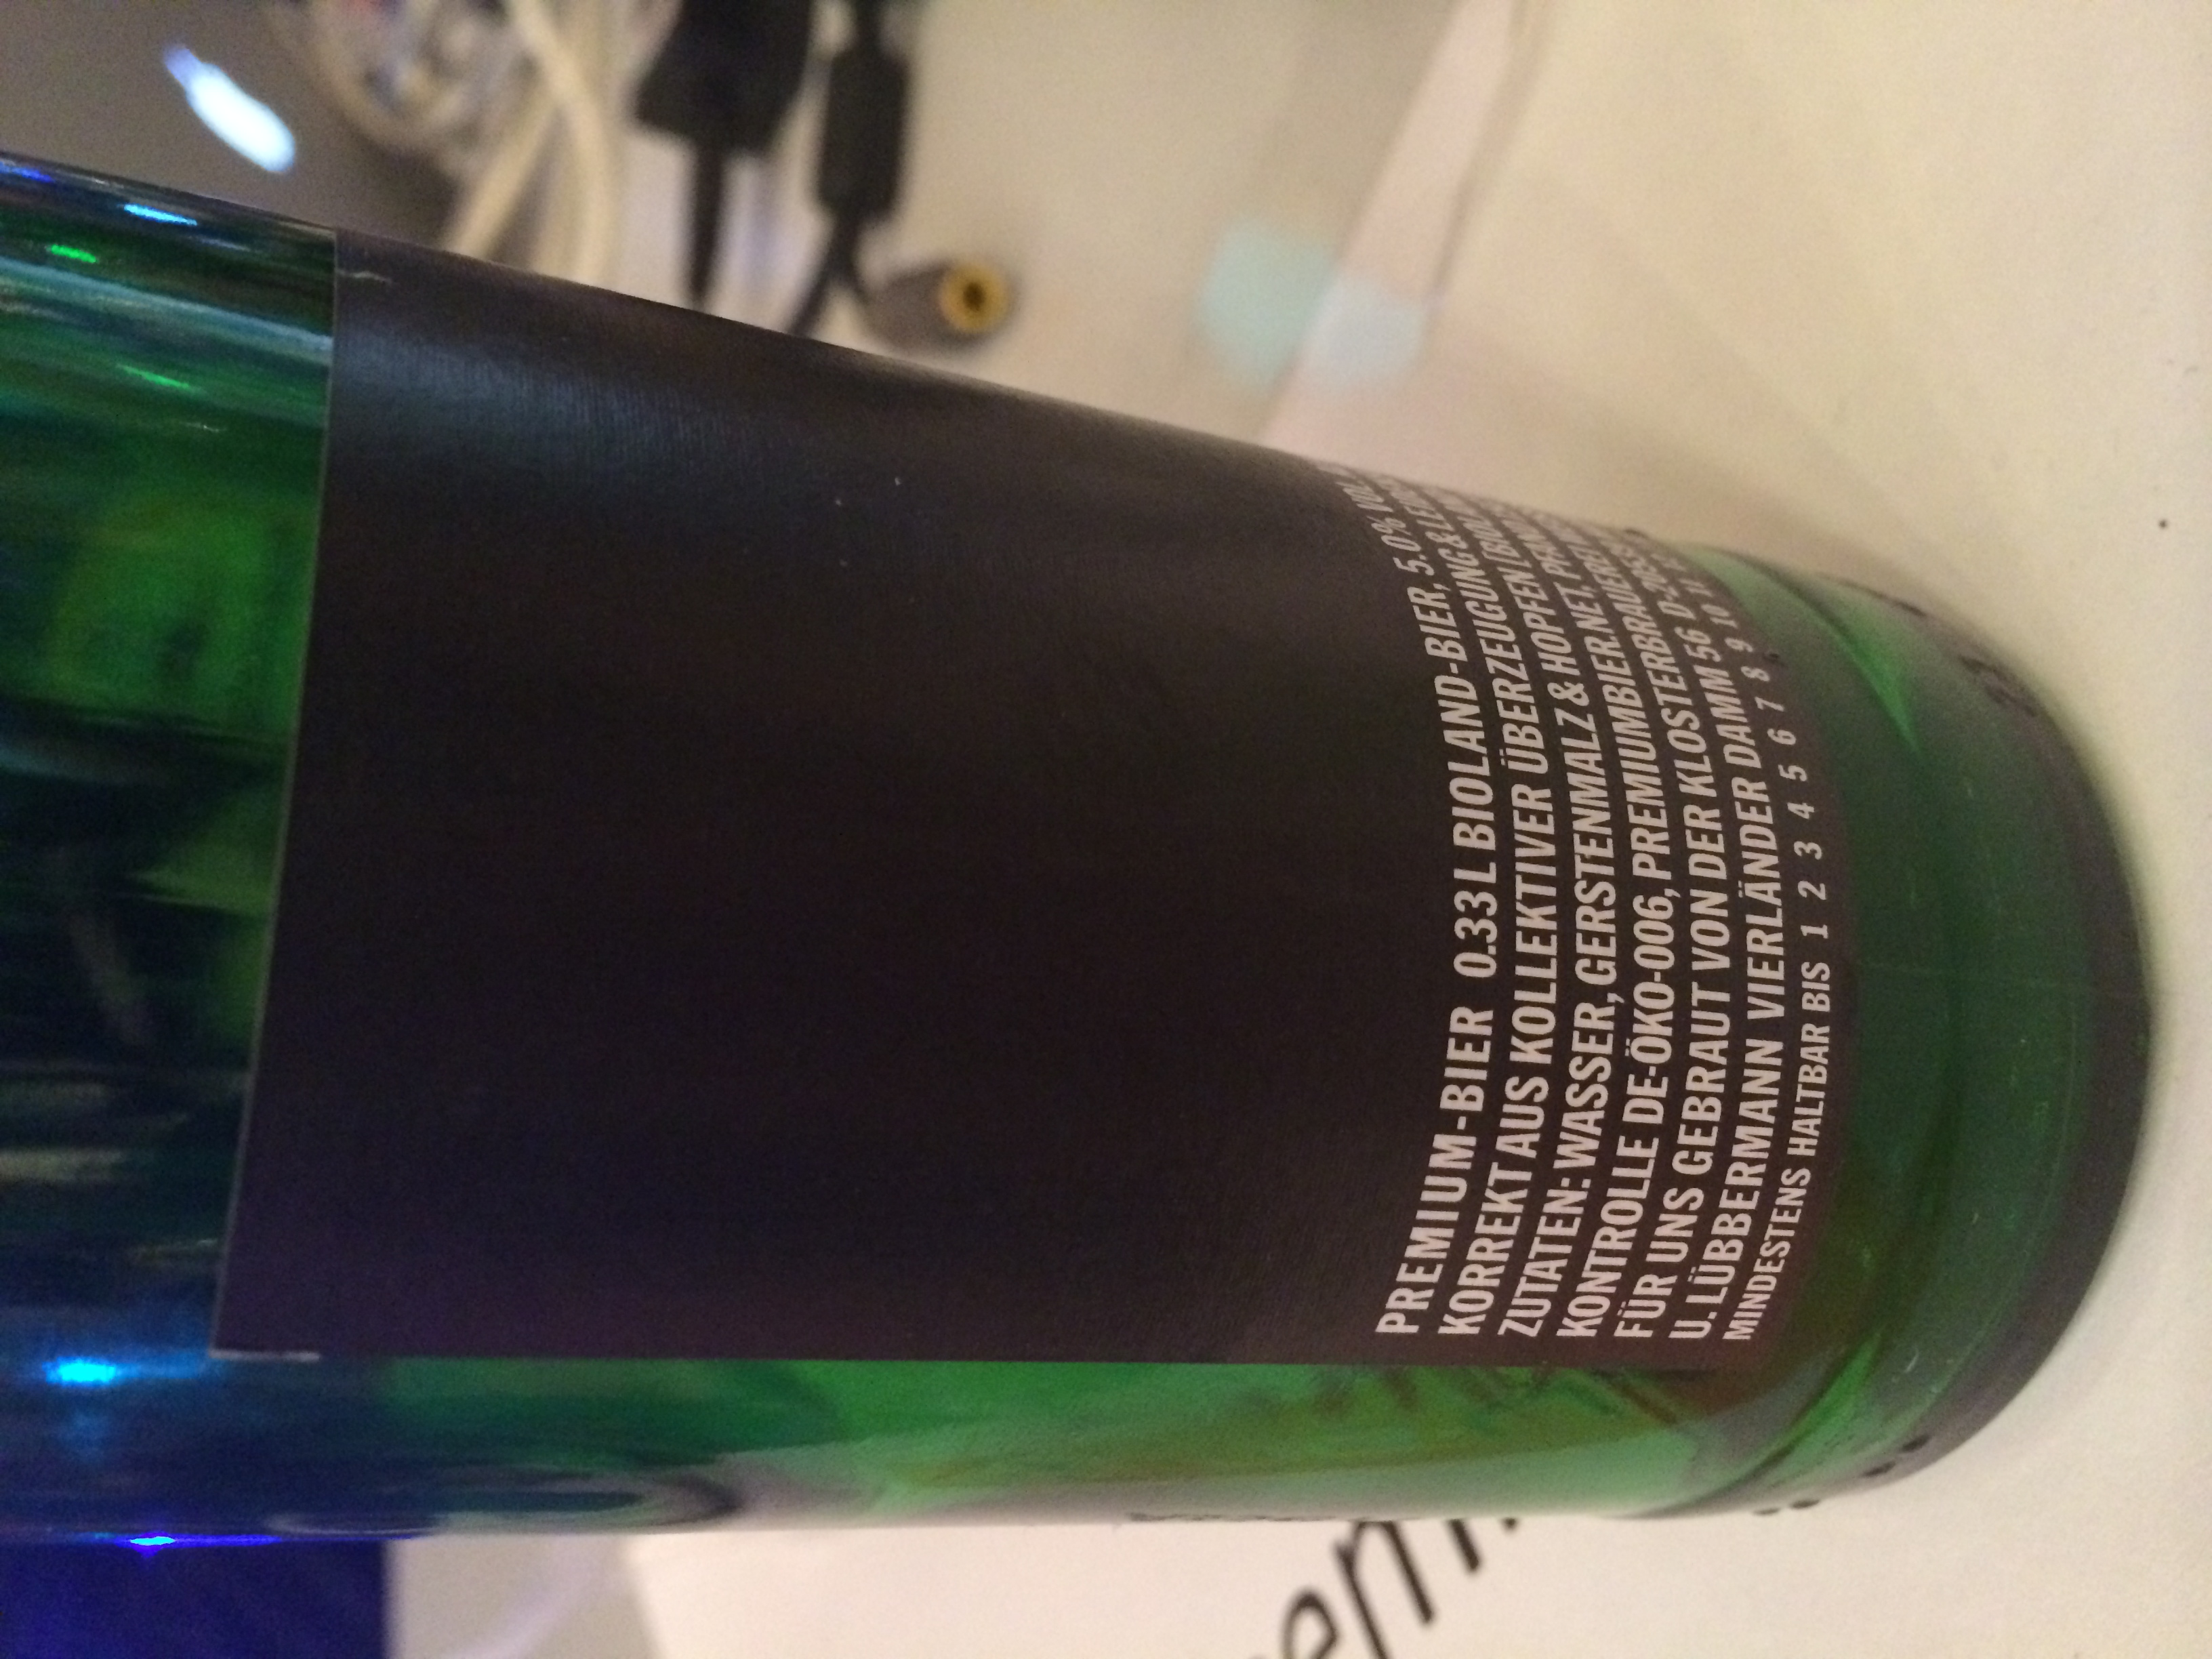 PREMIUM-BIER 0.33 L BIOLAND-BIER, 5.0% VOL.
KORREKT AUS KOLLEKTIVER ÜBERZEUGUNG &
ZUTATEN: WASSER, GERSTENMALZ & HOPFEN
KONTROLLE DE-ÖKO-006, PREMIUMBIER.NET,
FÜR UNS GEBRAUT VON DER KLOSTERBRAUEREI
U. LÜBBERMANN VIERLÄNDER DAMM 56
MINDESTENS HALTBAR BIS 1 2 3 4 5 6 7 8 9 10 11
en